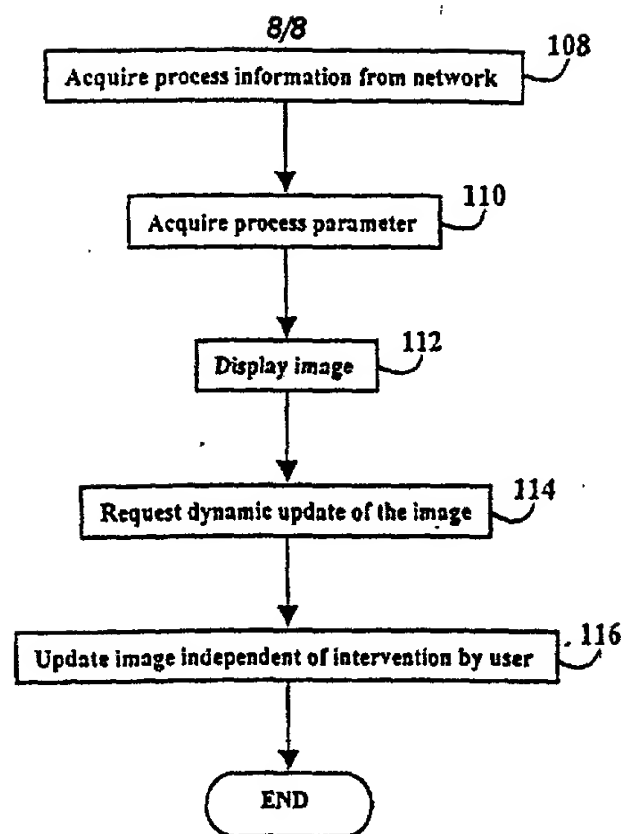 8/8
Acquire process information from network
108
Acquire process parameter
110
Display image
112
Request dynamic update of the image
114
Update image independent of intervention by user
116
END